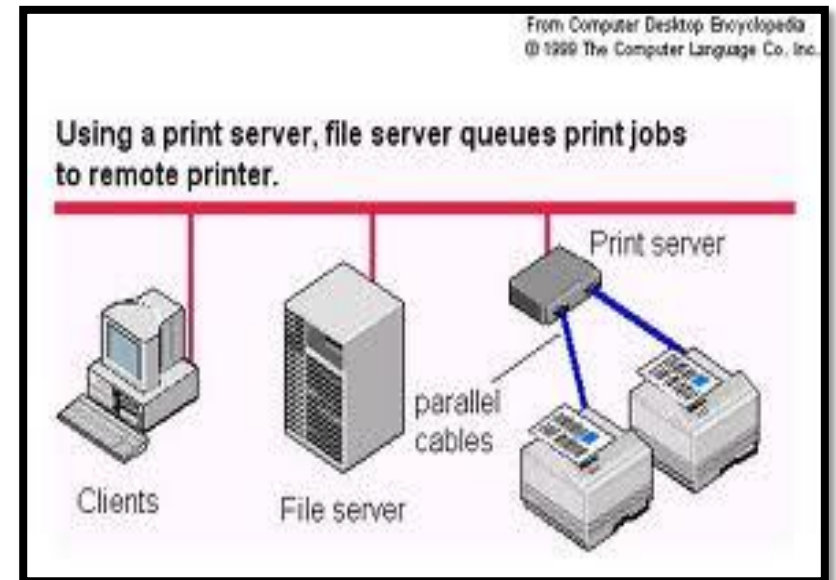 From Computer Desktop Encyclopedia
© 1999 The Computer Language Co. Inc.
Using a print server, file server queues print jobs
to remote printer.
Print server
parallel
cables
Clients
File server